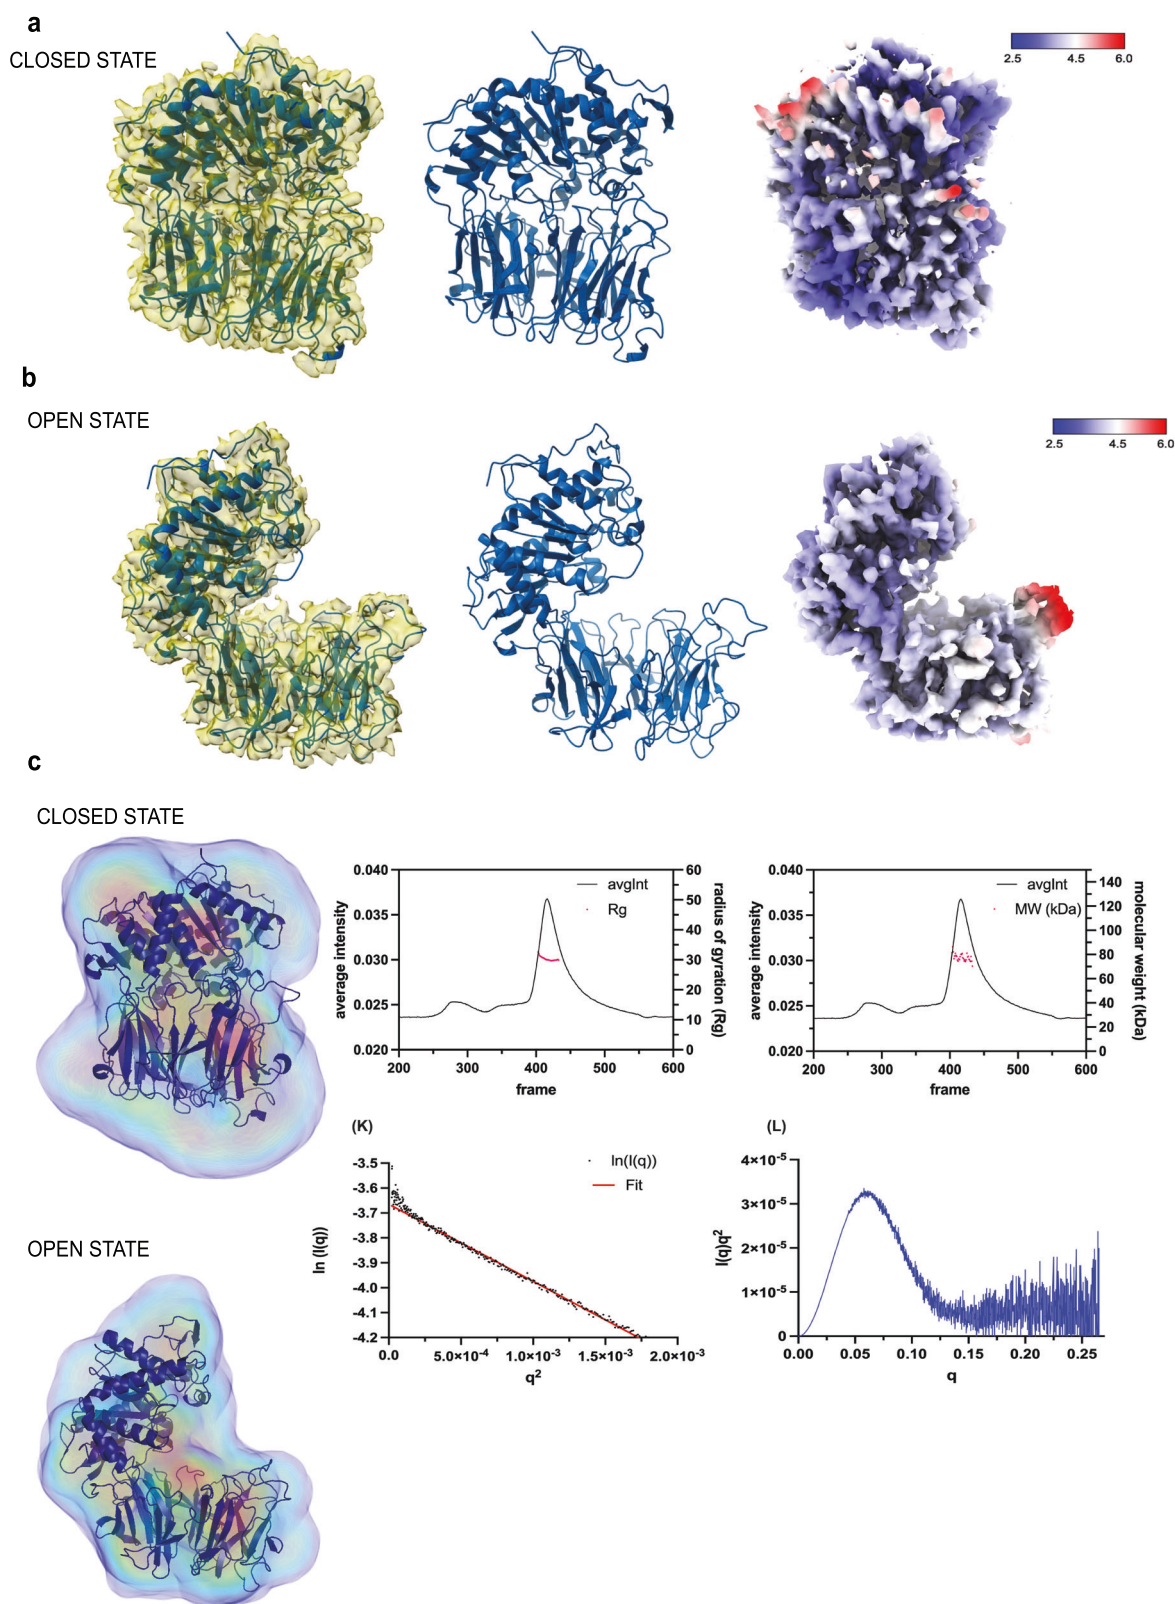 a
CLOSED STATE
2.5 4.5 6.0
b
OPEN STATE
2.5 4.5 6.0
c
CLOSED STATE
0.040
0.035
0.030
0.025
0.020
average intensity
200 300 400 500 600
frame
60
50
40
30
20
10
0
radius of gyration (Rg)
avgInt
Rg
0.040
0.035
0.030
0.025
0.020
average intensity
200 300 400 500 600
frame
140
120
100
80
60
40
20
0
molecular weight (kDa)
avgInt
MW (kDa)
(K)
-3.5
-3.6
-3.7
-3.8
-3.9
-4.0
-4.1
-4.2
ln (I(q))
0.0 5.0×10⁻⁴ 1.0×10⁻³ 1.5×10⁻³ 2.0×10⁻³
q²
ln(I(q))
Fit
(L)
4×10⁻⁵
3×10⁻⁵
2×10⁻⁵
1×10⁻⁵
0
I(q)q²
0.00 0.05 0.10 0.15 0.20 0.25
q
OPEN STATE